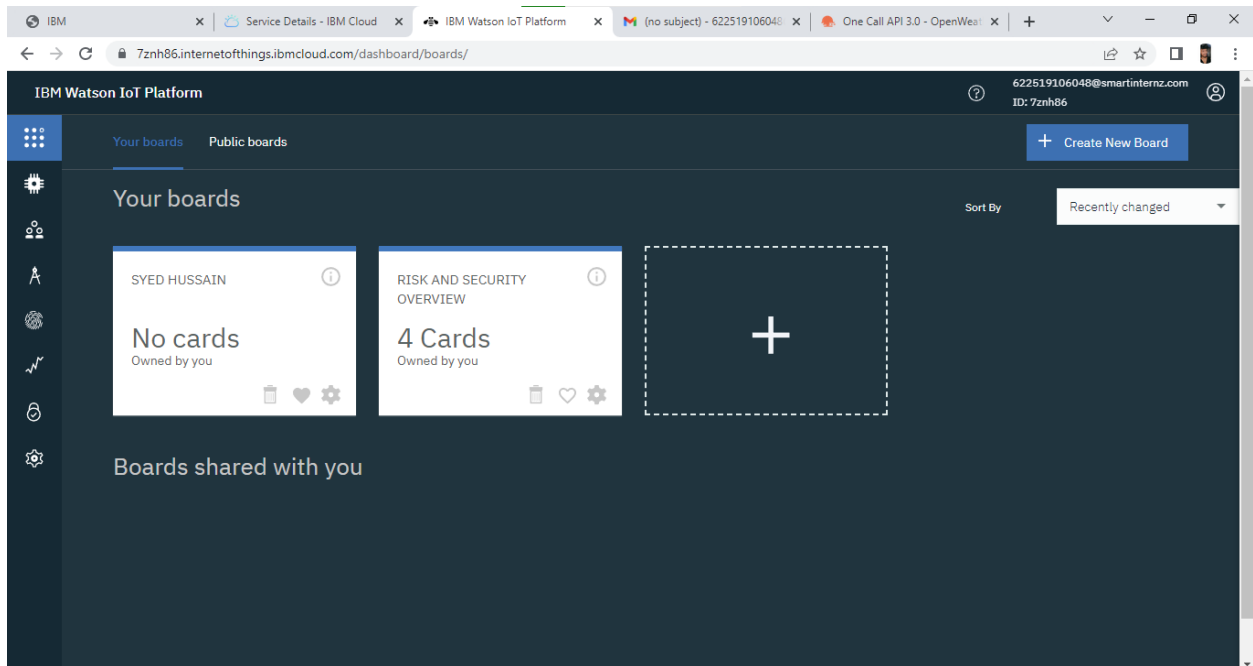 IBM
Service Details - IBM Cloud
IBM Watson IoT Platform
(no subject) - 622519106048
One Call API 3.0 - OpenWeat
7znh86.internetofthings.ibmcloud.com/dashboard/boards/
IBM Watson IoT Platform
622519106048@smartinternz.com
ID: 7znh86
Your boards
Public boards
Create New Board
Your boards
Sort By
Recently changed
SYED HUSSAIN
No cards
Owned by you
RISK AND SECURITY
OVERVIEW
4 Cards
Owned by you
Boards shared with you